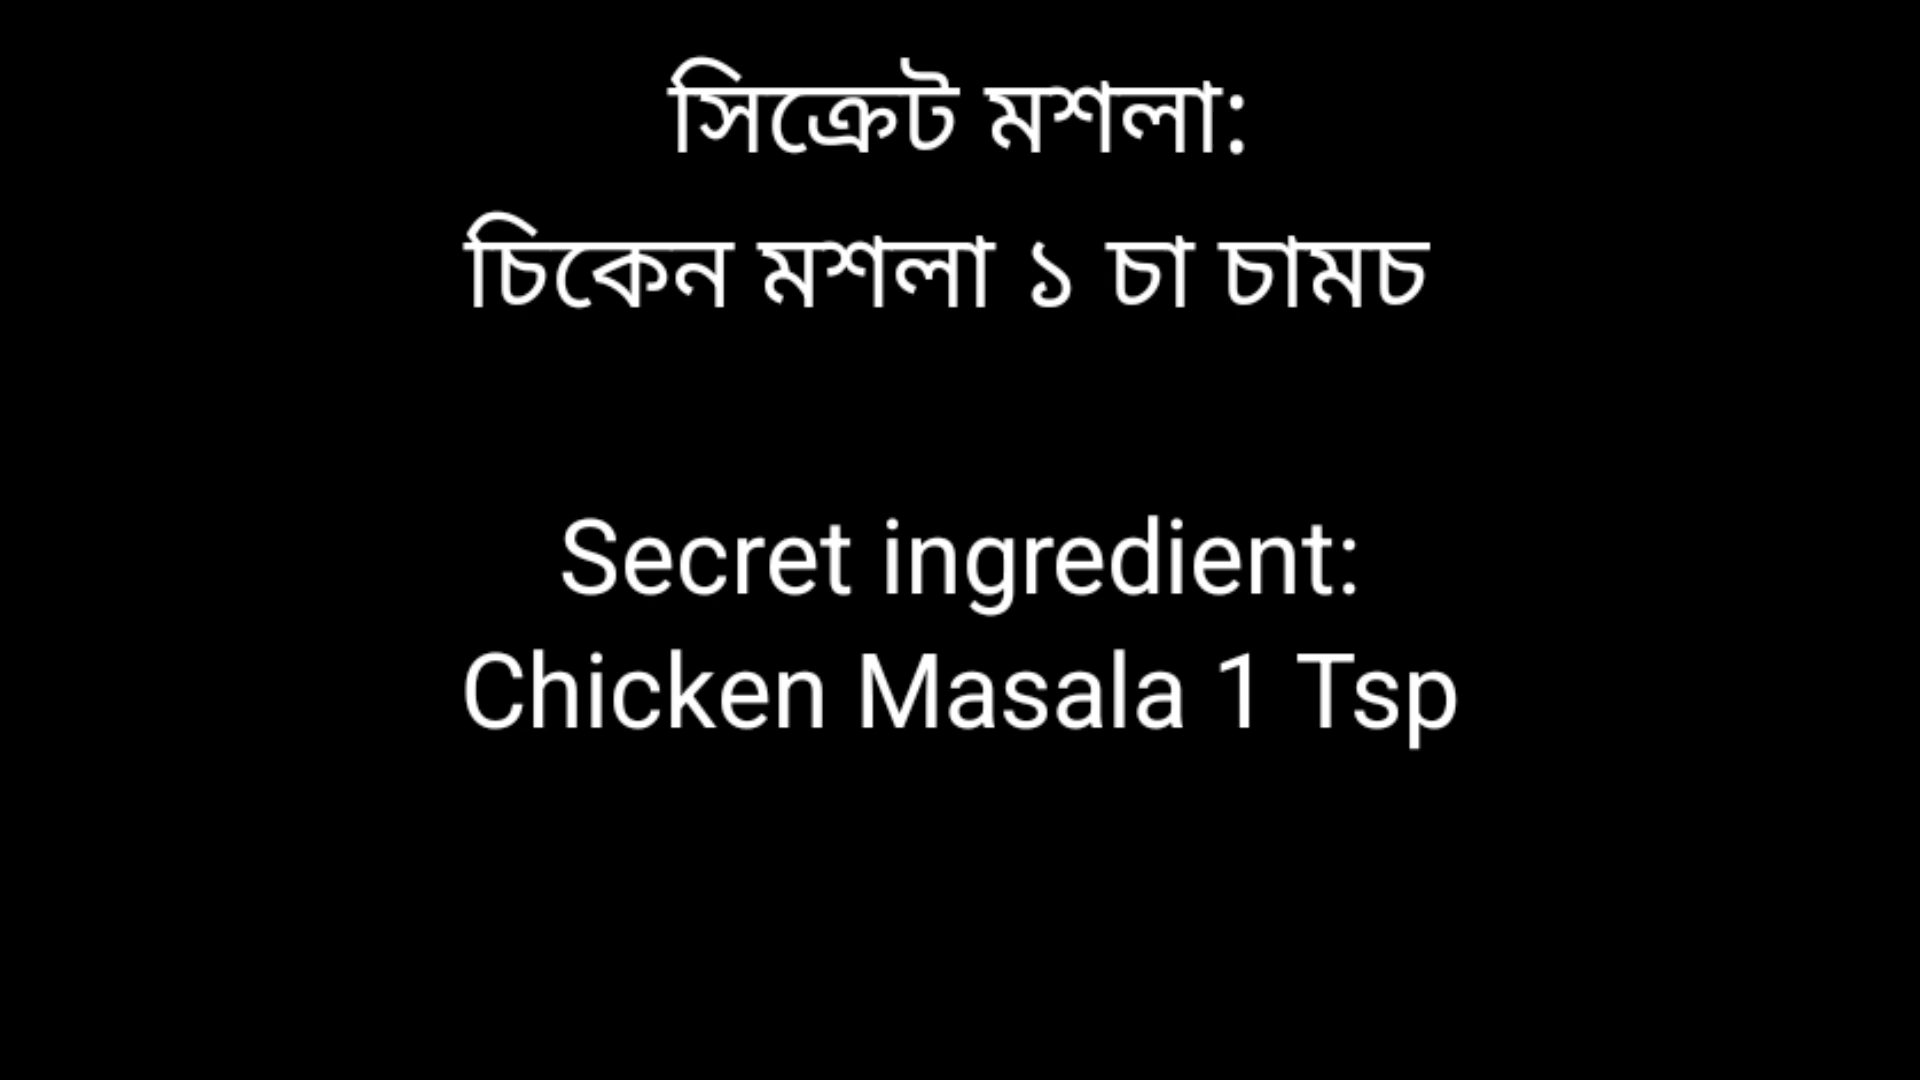 সিক্রেট মশলা:
চিকেন মশলা ১ চা চামচ
Secret ingredient:
Chicken Masala 1 Tsp